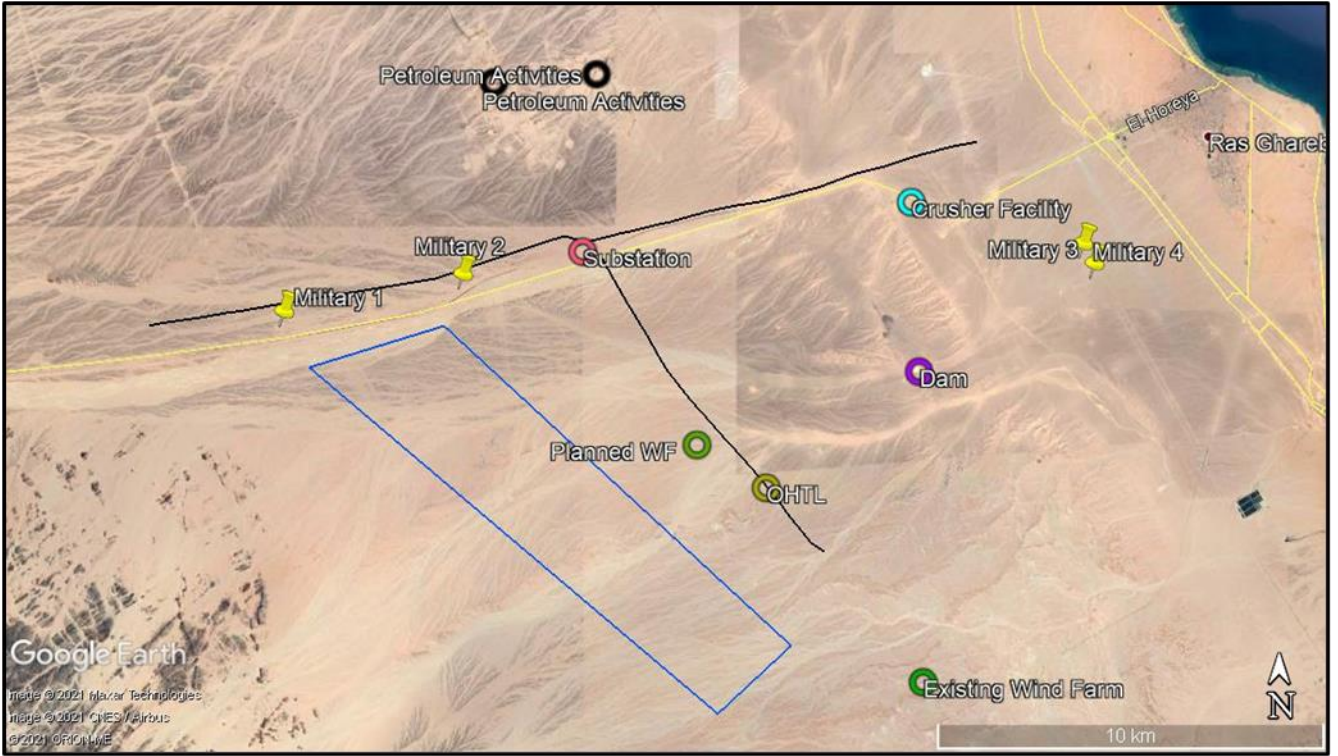 Petroleum Activities
Petroleum Activities
El-Horeya
Ras Ghareb
Crusher Facility
Military 2
Military 3
Military 4
Substation
Military 1
Dam
Planned WF
OHTL
Google Earth
Existing Wind Farm
Image © 2021 Maxar Technologies
Image © 2021 CNES / Airbus
© 2021 ORION-ME
10 km
N